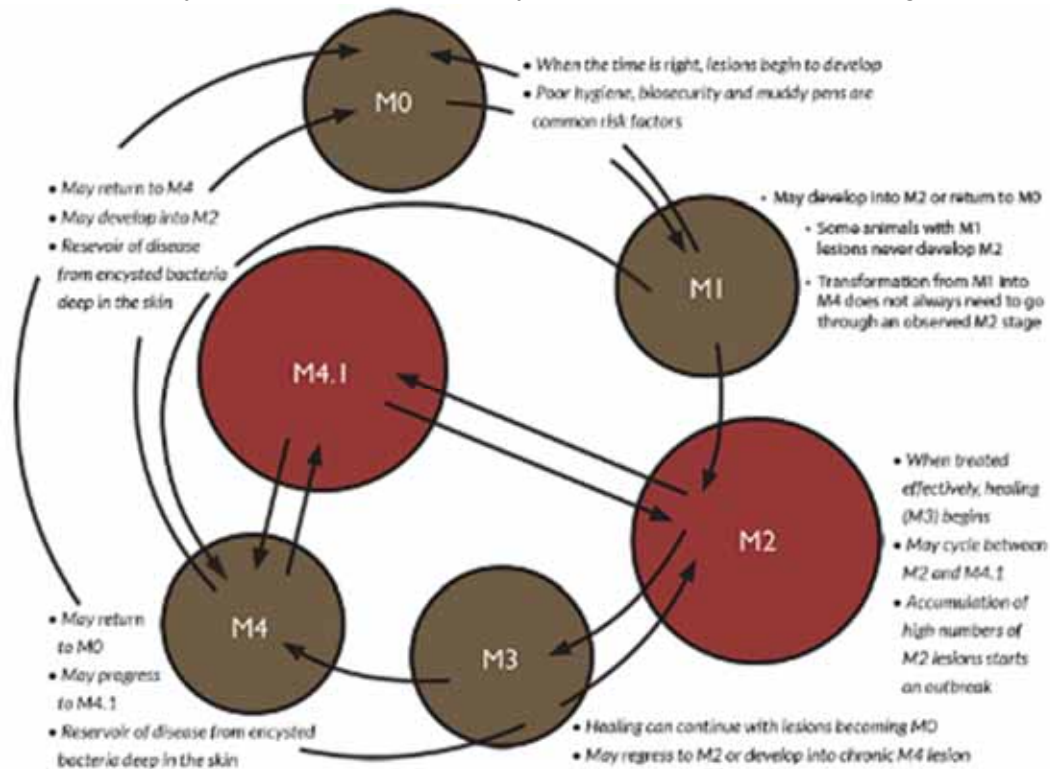 M0
• When the time is right, lesions begin to develop
• Poor hygiene, biosecurity and muddy pens are
common risk factors
• May return to M4
• May develop into M2
• Resevoir of disease
from encysted bacteria
deep in the skin
M1
• May develop into M2 or return to M0
• Some animals with M1
lesions never develop M2
• Transformation from M1 into
M4 does not always need to go
through an observed M2 stage
M4.1
M2
• When treated
effectively, healing
(M3) begins
• May cycle between
M2 and M4.1
• Accumulation of
high numbers of
M2 lesions starts
an outbreak
M4
• May return
to M0
• May progress
to M4.1
• Reservoir of disease from encysted
bacteria deep in the skin
M3
• Healing can continue with lesions becoming M0
• May regress to M2 or develop into chronic M4 lesion